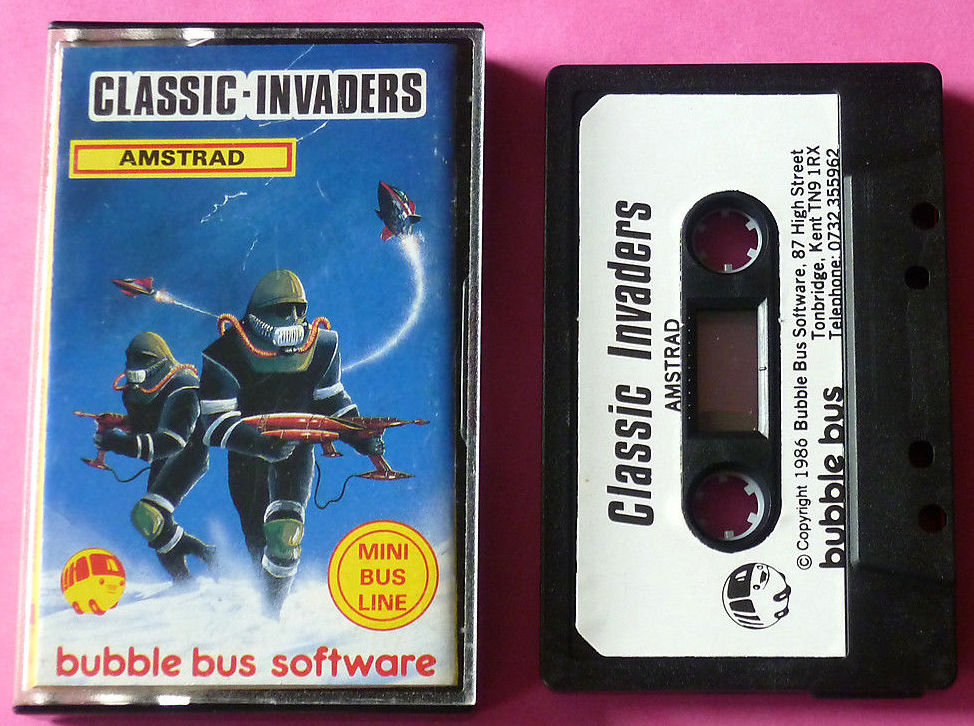 CLASSIC-INVADERS
AMSTRAD
MINI
BUS
LINE
bubble bus software
Classic Invaders
AMSTRAD
© Copyright 1986 Bubble Bus Software, 87 High Street
Tonbridge, Kent TN9 1RX
Telephone: 0732 355962
bubble bus